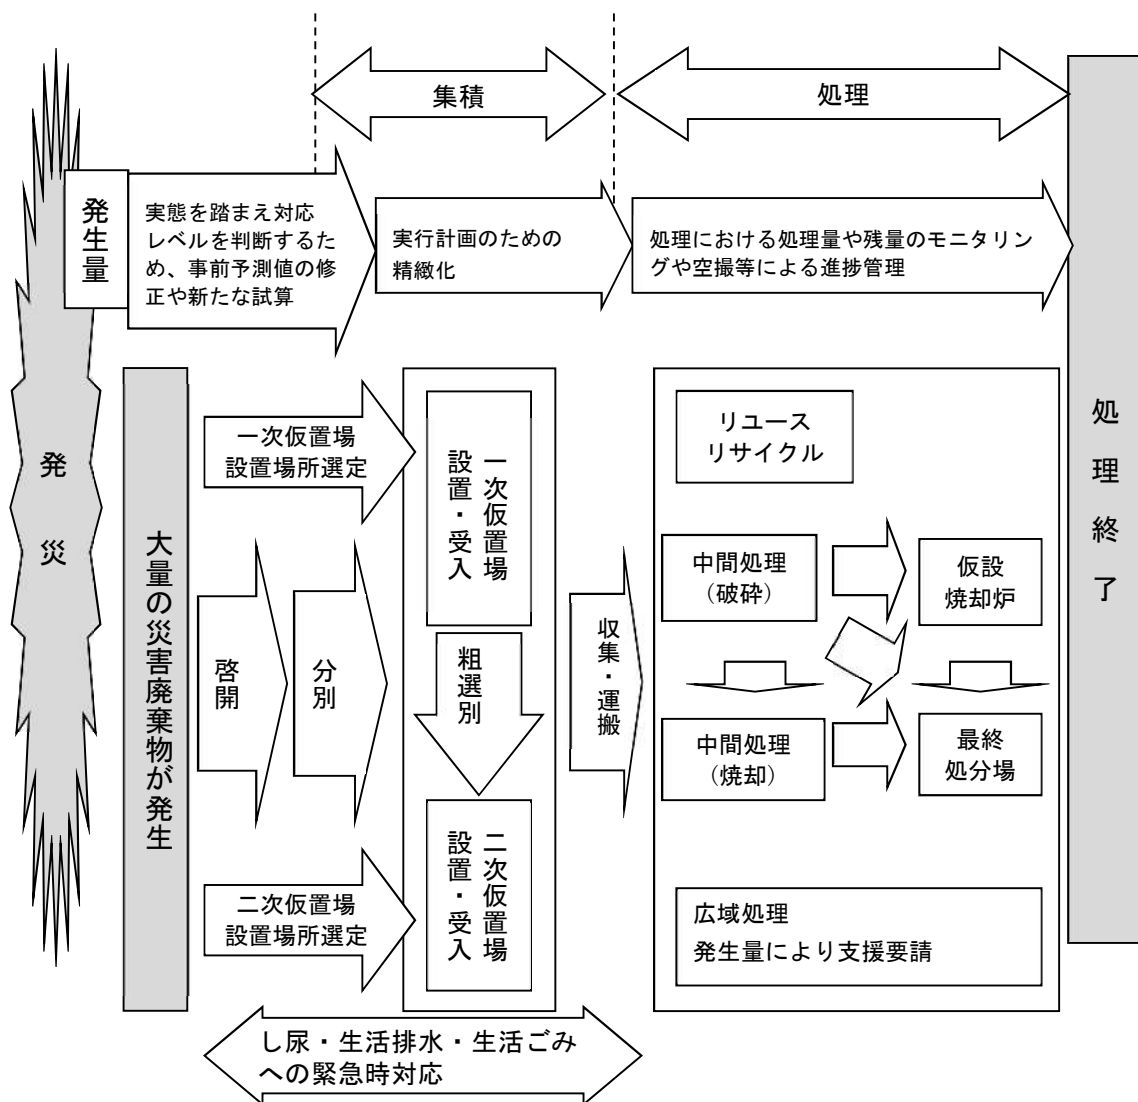 集積
処理
発生量
実態を踏まえ対応
レベルを判断するた
め、事前予測値の修
正や新たな試算
実行計画のための
精緻化
処理における処理量や残量のモニタリン
グや空撮等による進捗管理
発災
大量の災害廃棄物が発生
一次仮置場
設置場所選定
啓開
分別
二次仮置場
設置場所選定
一次仮置場
設置・受入
粗選別
二次仮置場
設置・受入
収集・運搬
リユース
リサイクル
中間処理
（破砕）
仮設
焼却炉
中間処理
（焼却）
最終
処分場
広域処理
発生量により支援要請
処理終了
し尿・生活排水・生活ごみ
への緊急時対応